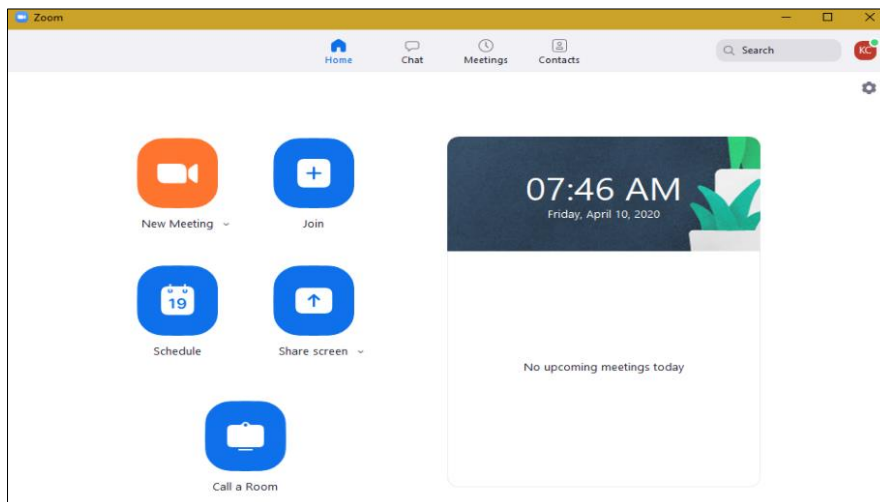 Zoom
Home
Chat
Meetings
Contacts
Search
KC
New Meeting
Join
19
Schedule
Share screen
Call a Room
07:46 AM
Friday, April 10, 2020
No upcoming meetings today